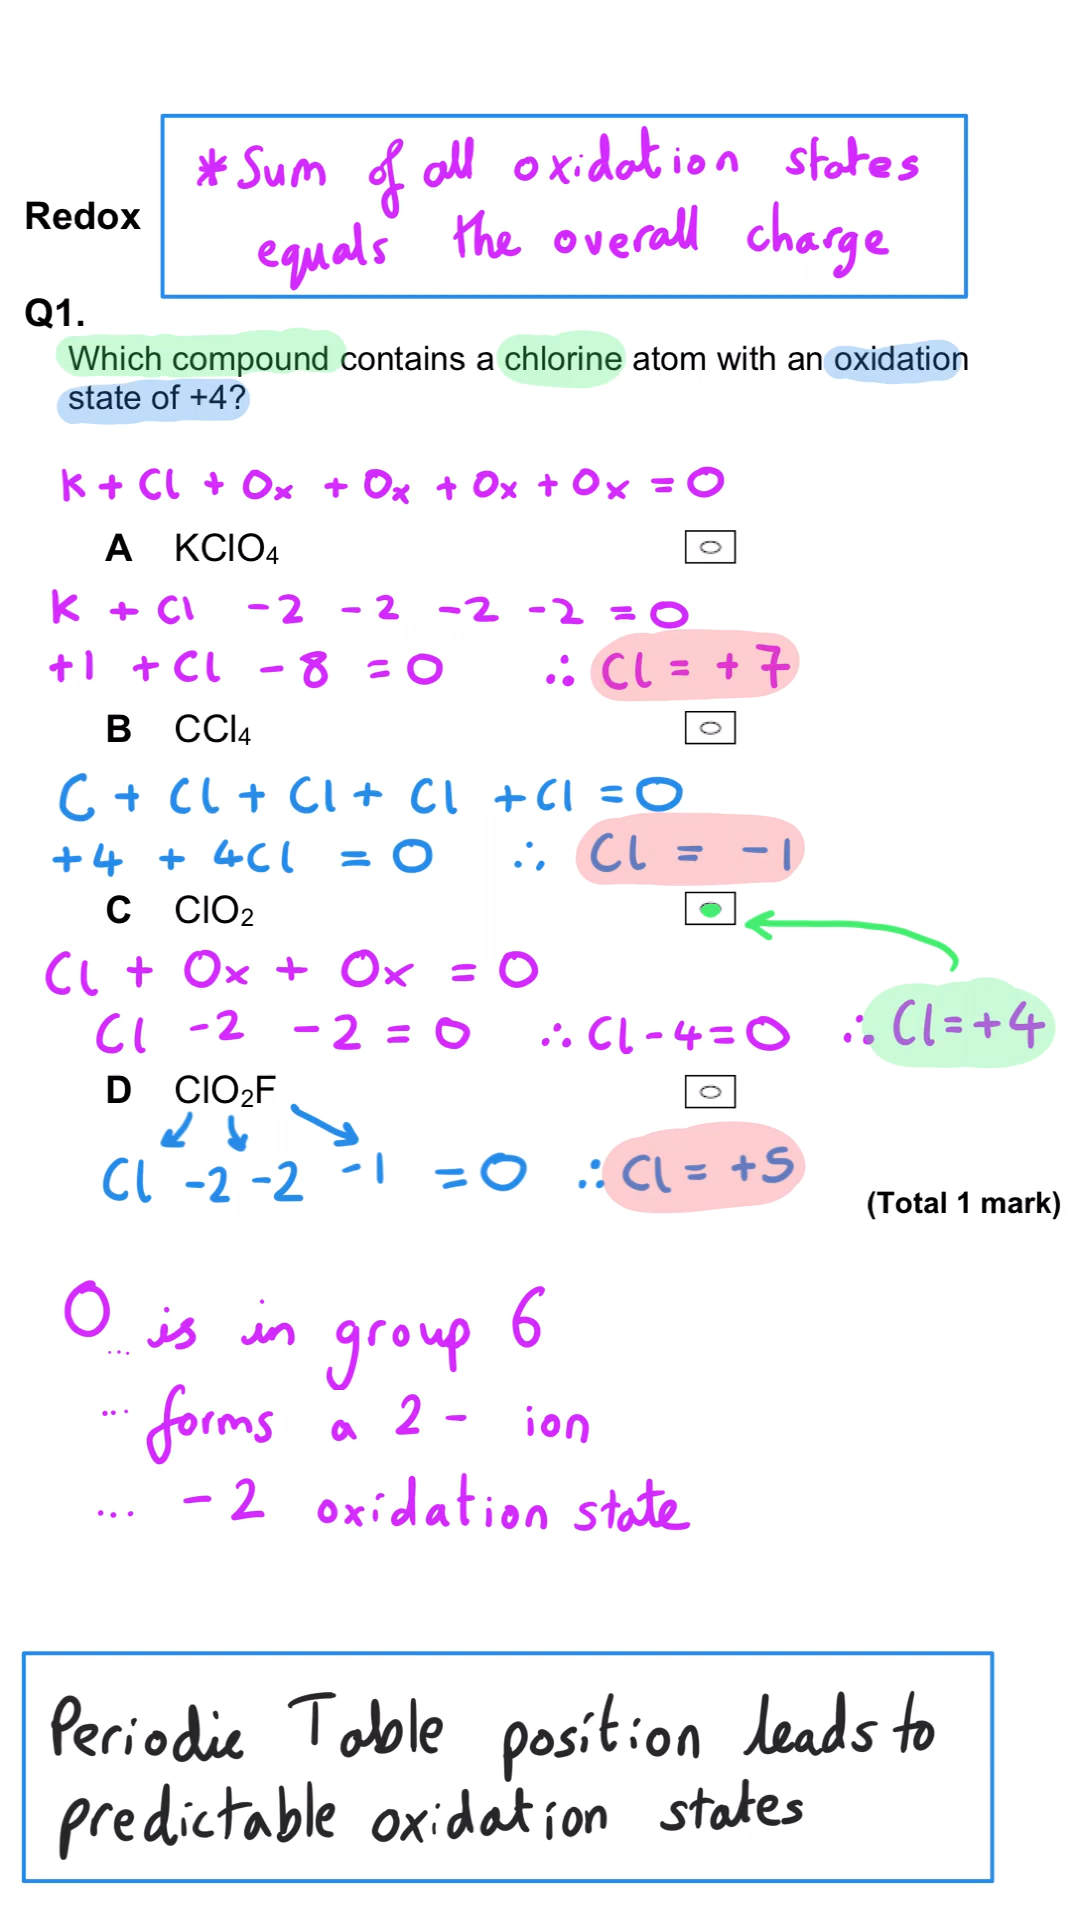 *Sum of all oxidation states
equals the overall charge
Redox
Q1.
Which compound contains a chlorine atom with an oxidation
state of +4?
K + Cl + Ox + Ox + Ox + Ox = 0
A KClO₄
K + Cl -2 -2 -2 -2 = 0
+1 + Cl - 8 = 0 ∴ Cl = +7
B CCl₄
C + Cl + Cl + Cl + Cl = 0
+4 + 4Cl = 0 ∴ Cl = -1
C ClO₂
Cl + Ox + Ox = 0
Cl -2 -2 = 0 ∴ Cl-4=0 ∴ Cl=+4
D ClO₂F
Cl -2 -2 -1 = 0 ∴ Cl = +5
(Total 1 mark)
O is in group 6
...
... forms a 2- ion
... -2 oxidation state
Periodic Table position leads to
predictable oxidation states